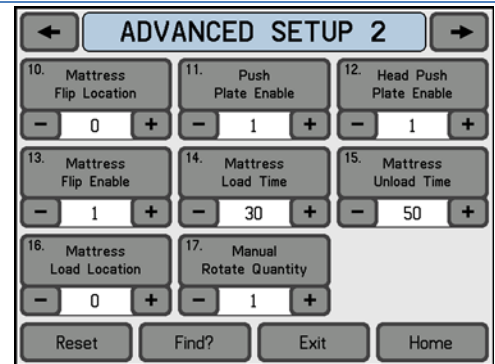 ADVANCED SETUP 2
10. Mattress
Flip Location
11. Push
Plate Enable
12. Head Push
Plate Enable
− 0 +
− 1 +
− 1 +
13. Mattress
Flip Enable
14. Mattress
Load Time
15. Mattress
Unload Time
− 1 +
− 30 +
− 50 +
16. Mattress
Load Location
17. Manual
Rotate Quantity
− 0 +
− 1 +
Reset
Find?
Exit
Home